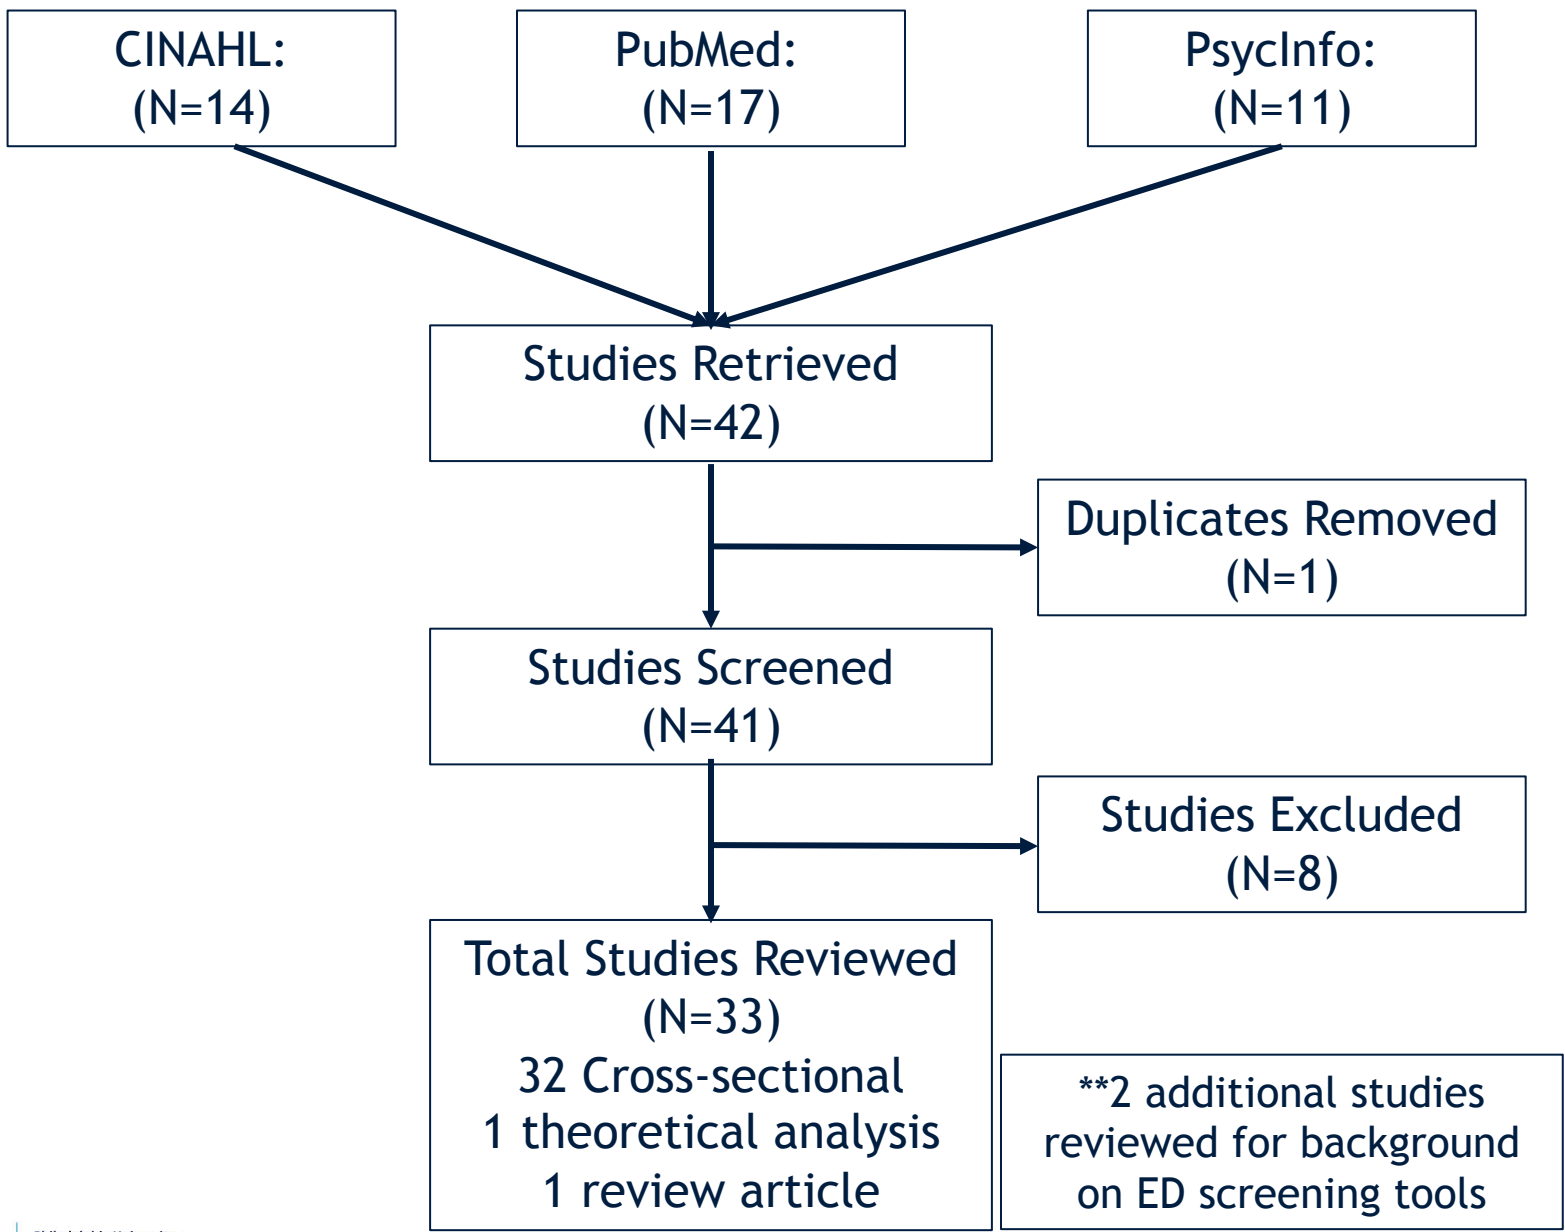 CINAHL:
(N=14)
PubMed:
(N=17)
PsycInfo:
(N=11)
Studies Retrieved
(N=42)
Duplicates Removed
(N=1)
Studies Screened
(N=41)
Studies Excluded
(N=8)
Total Studies Reviewed
(N=33)
32 Cross-sectional
1 theoretical analysis
1 review article
**2 additional studies
reviewed for background
on ED screening tools